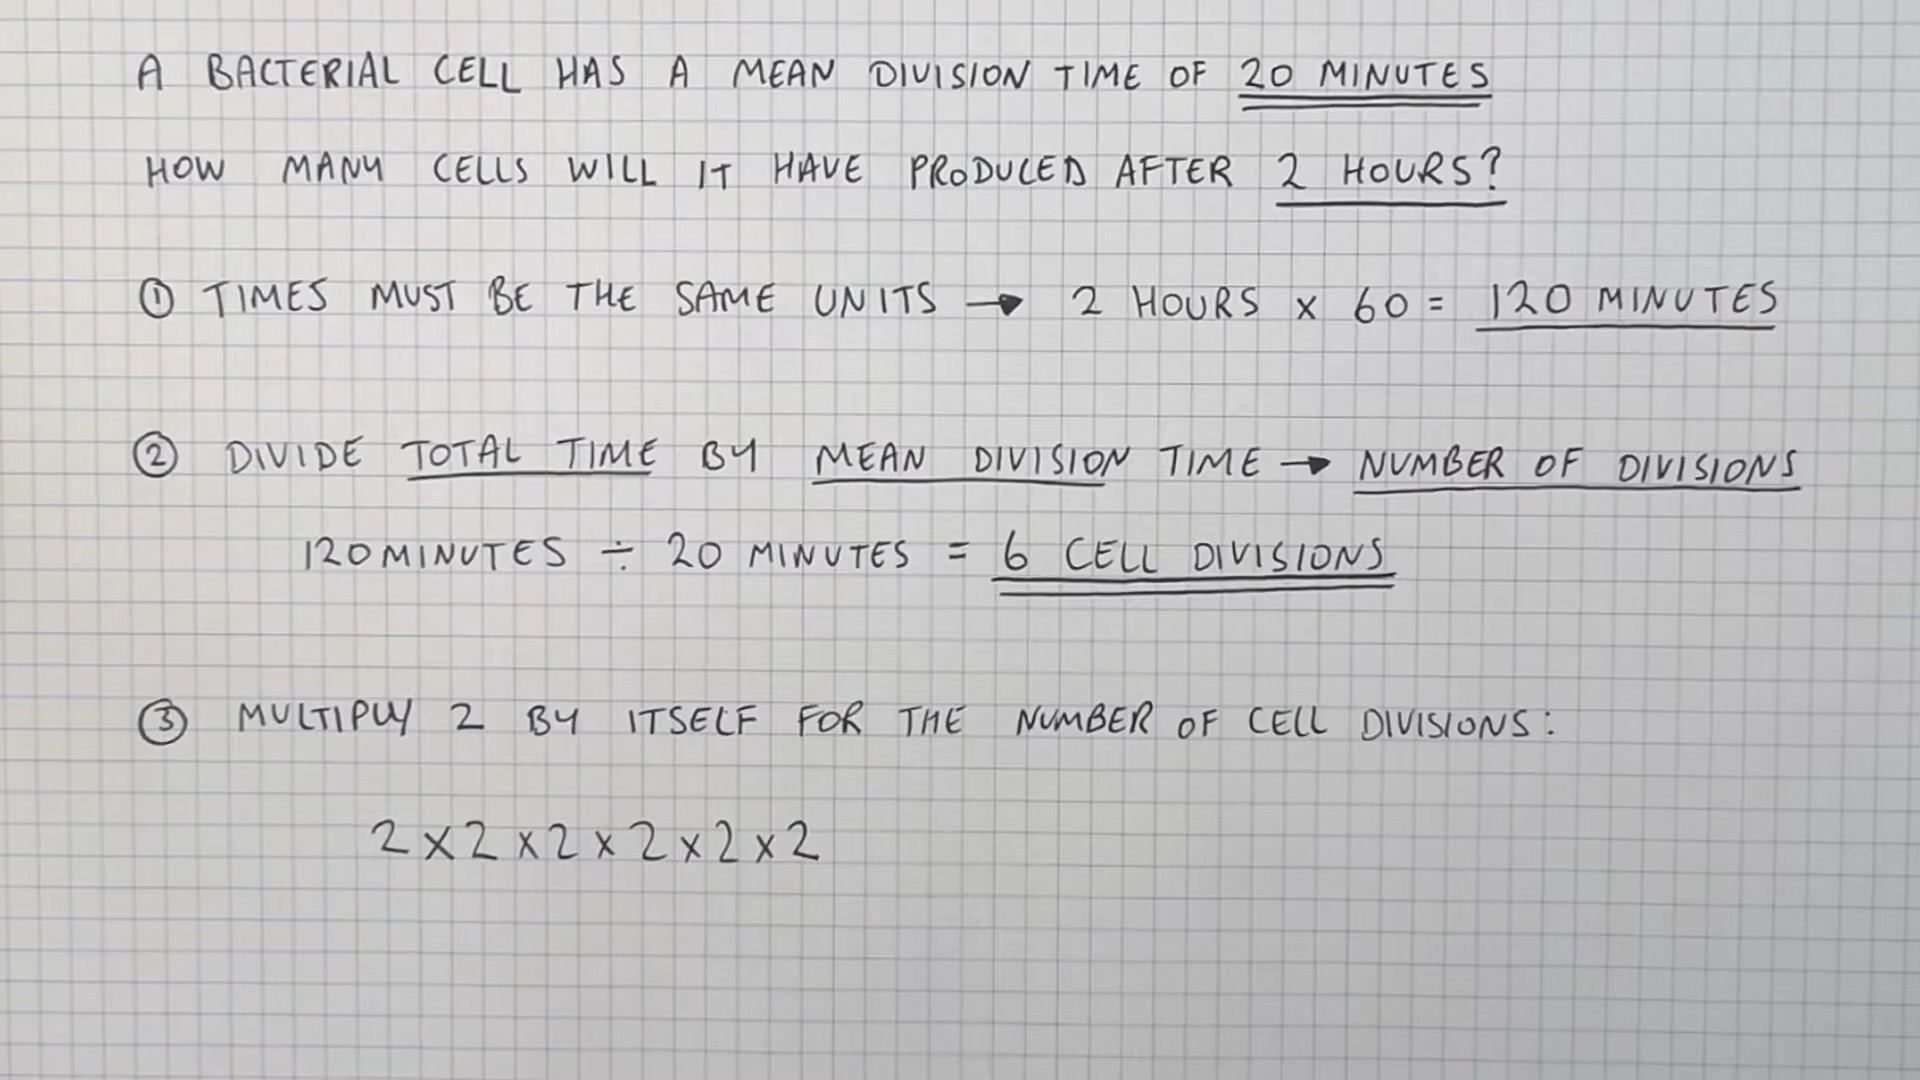 A BACTERIAL CELL HAS A MEAN DIVISION TIME OF 20 MINUTES
HOW MANY CELLS WILL IT HAVE PRODUCED AFTER 2 HOURS?
① TIMES MUST BE THE SAME UNITS → 2 HOURS × 60 = 120 MINUTES
② DIVIDE TOTAL TIME BY MEAN DIVISION TIME → NUMBER OF DIVISIONS
120 MINUTES ÷ 20 MINUTES = 6 CELL DIVISIONS
③ MULTIPLY 2 BY ITSELF FOR THE NUMBER OF CELL DIVISIONS:
2 × 2 × 2 × 2 × 2 × 2